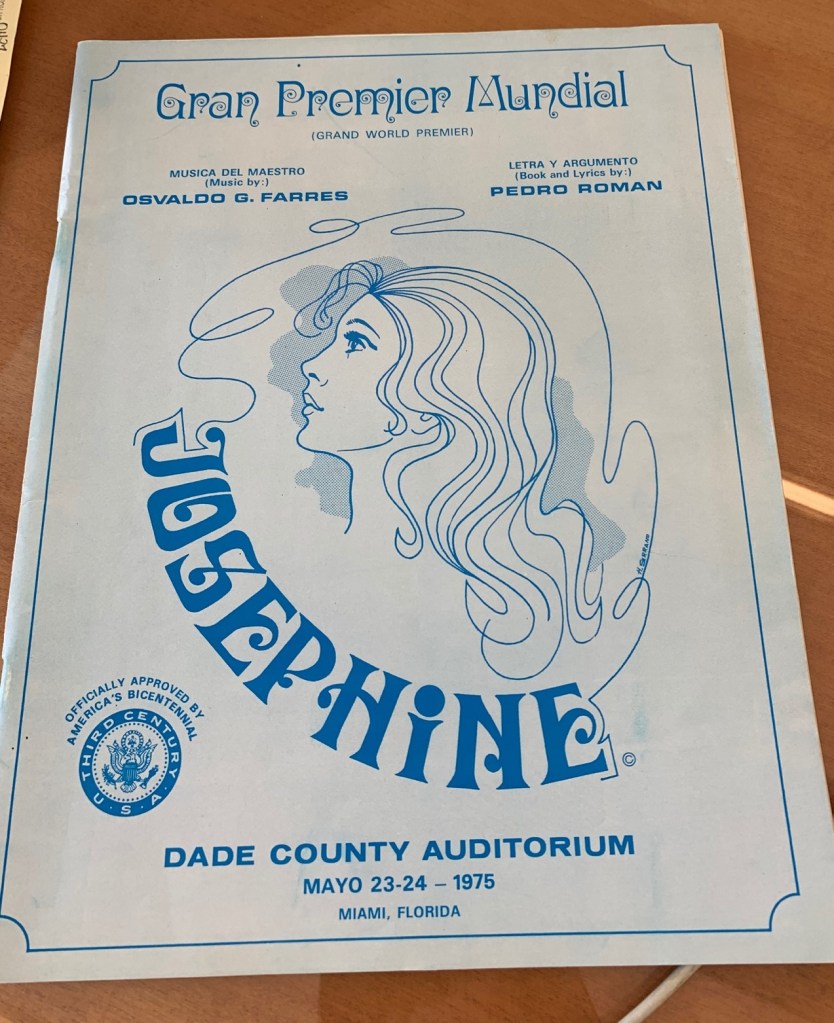 Gran Premier Mundial
(GRAND WORLD PREMIER)
MUSICA DEL MAESTRO
(Music by:)
OSVALDO G. FARRES
LETRA Y ARGUMENTO
(Book and Lyrics by:)
PEDRO ROMAN
H. SERRANO
JOSEPHINE
©
OFFICIALLY APPROVED BY
AMERICA'S BICENTENNIAL
THIRD CENTURY
U.S.A.
DADE COUNTY AUDITORIUM
MAYO 23-24 – 1975
MIAMI, FLORIDA